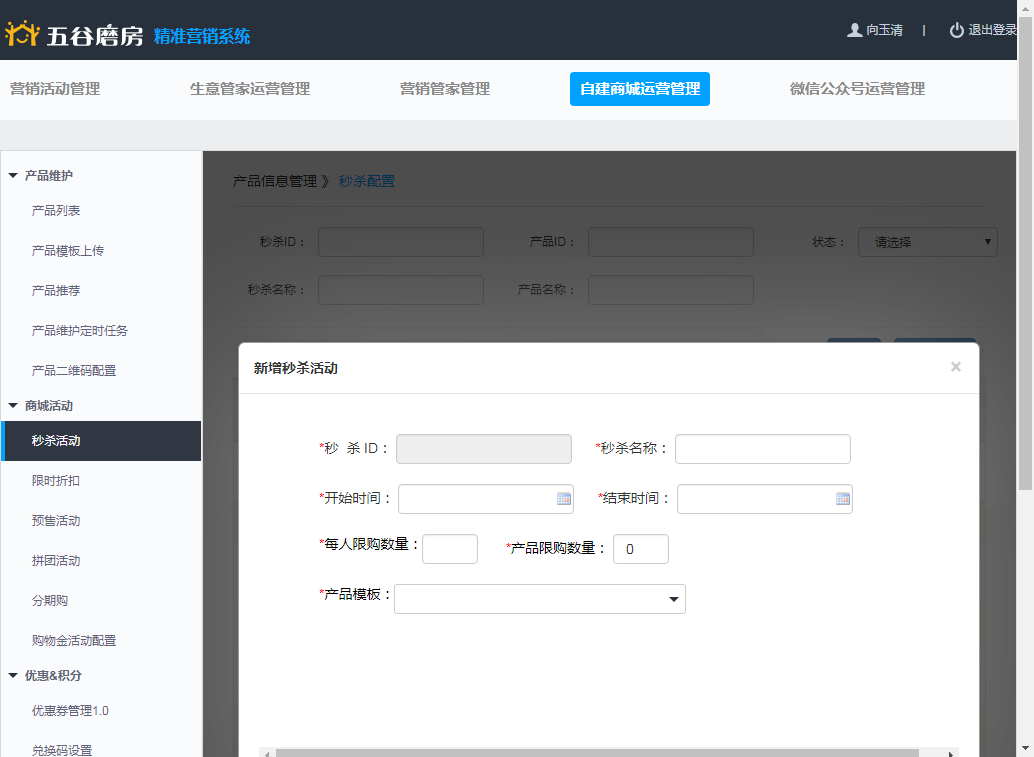 五谷磨房 精准营销系统 向玉清 | 退出登录
营销活动管理 生意管家运营管理 营销管家管理 自建商城运营管理 微信公众号运营管理
产品维护
产品列表
产品模板上传
产品推荐
产品维护定时任务
产品二维码配置
商城活动
秒杀活动
限时折扣
预售活动
拼团活动
分期购
购物金活动配置
优惠&积分
优惠券管理1.0
兑换码设置
产品信息管理 》 秒杀配置
秒杀ID： 产品ID： 状态： 请选择
秒杀名称： 产品名称：
新增秒杀活动 ×
*秒 杀 ID： *秒杀名称：
*开始时间： *结束时间：
*每人限购数量： *产品限购数量： 0
*产品模板：